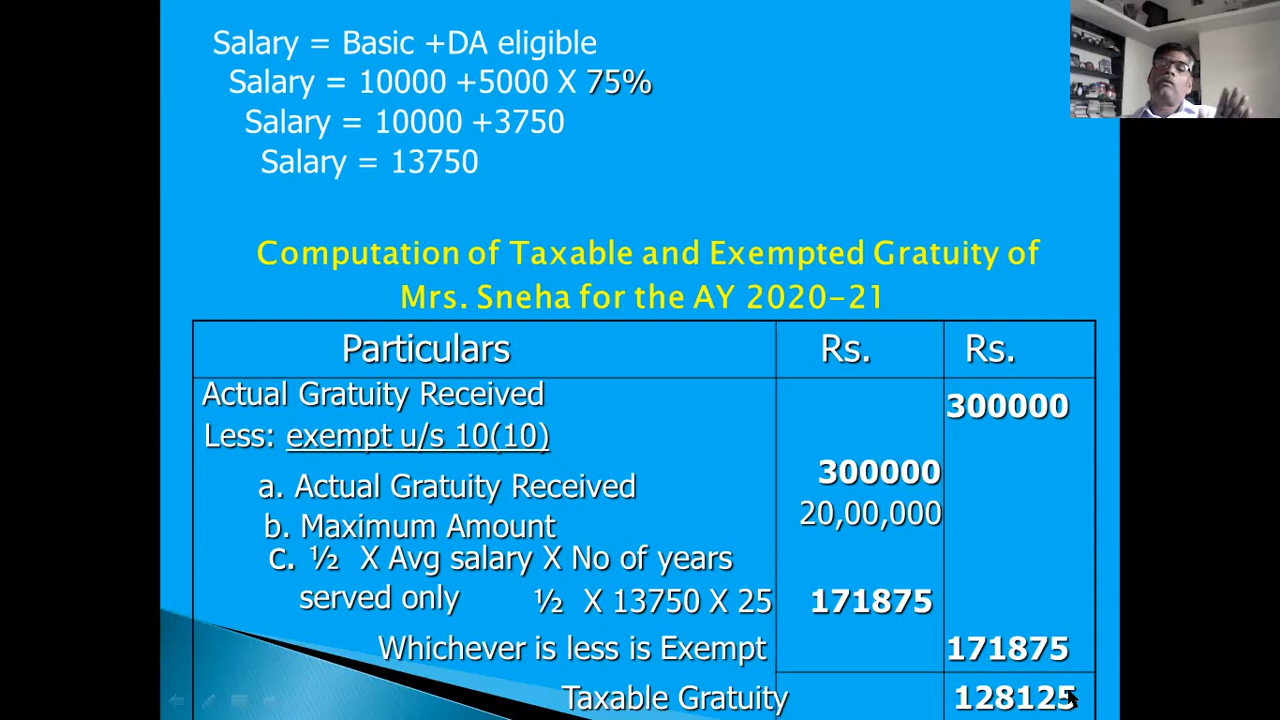 Salary = Basic +DA eligible
Salary = 10000 +5000 X 75%
Salary = 10000 +3750
Salary = 13750
Computation of Taxable and Exempted Gratuity of
Mrs. Sneha for the AY 2020-21
Particulars Rs. Rs.
Actual Gratuity Received 300000
Less: exempt u/s 10(10)
a. Actual Gratuity Received 300000
b. Maximum Amount 20,00,000
c. ½ X Avg salary X No of years
served only ½ X 13750 X 25 171875
Whichever is less is Exempt 171875
Taxable Gratuity 128125